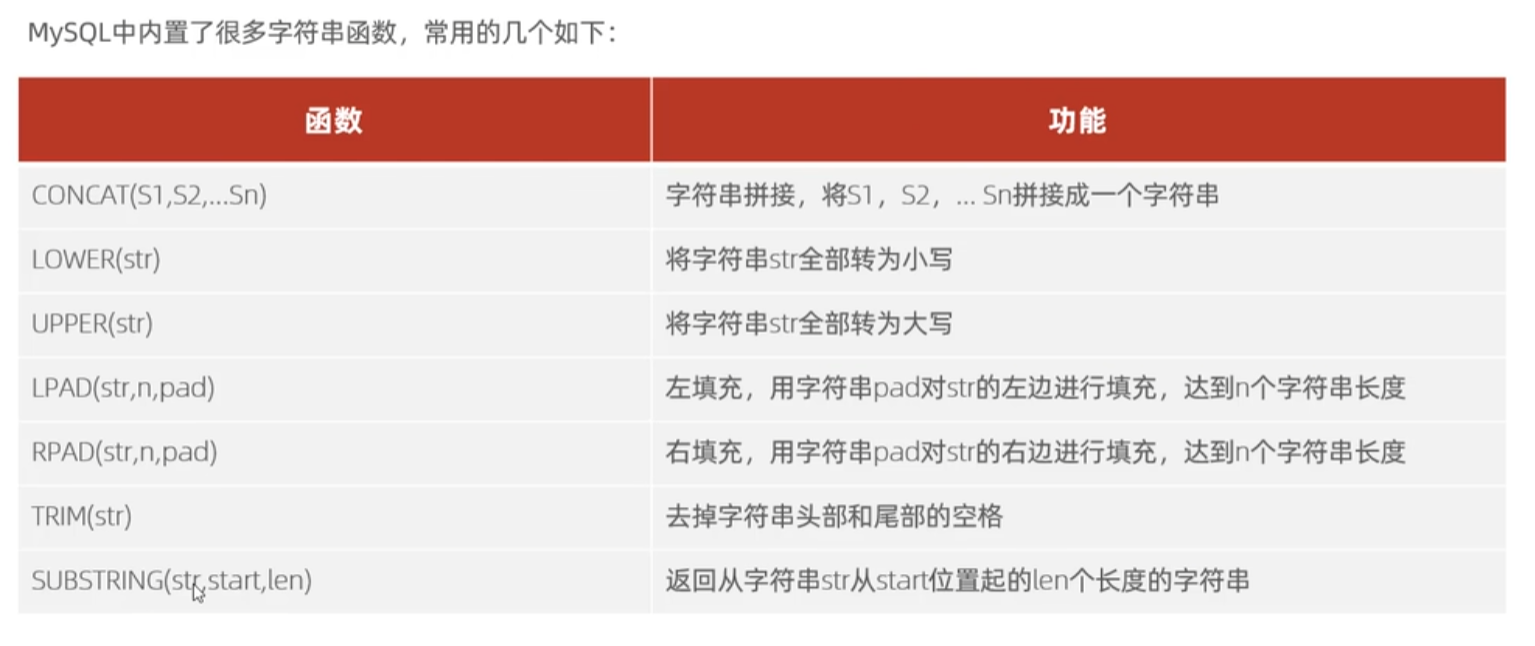 MySQL中内置了很多字符串函数，常用的几个如下：
函数 功能
CONCAT(S1,S2,...Sn) 字符串拼接，将S1，S2，... Sn拼接成一个字符串
LOWER(str) 将字符串str全部转为小写
UPPER(str) 将字符串str全部转为大写
LPAD(str,n,pad) 左填充，用字符串pad对str的左边进行填充，达到n个字符串长度
RPAD(str,n,pad) 右填充，用字符串pad对str的右边进行填充，达到n个字符串长度
TRIM(str) 去掉字符串头部和尾部的空格
SUBSTRING(str,start,len) 返回从字符串str从start位置起的len个长度的字符串